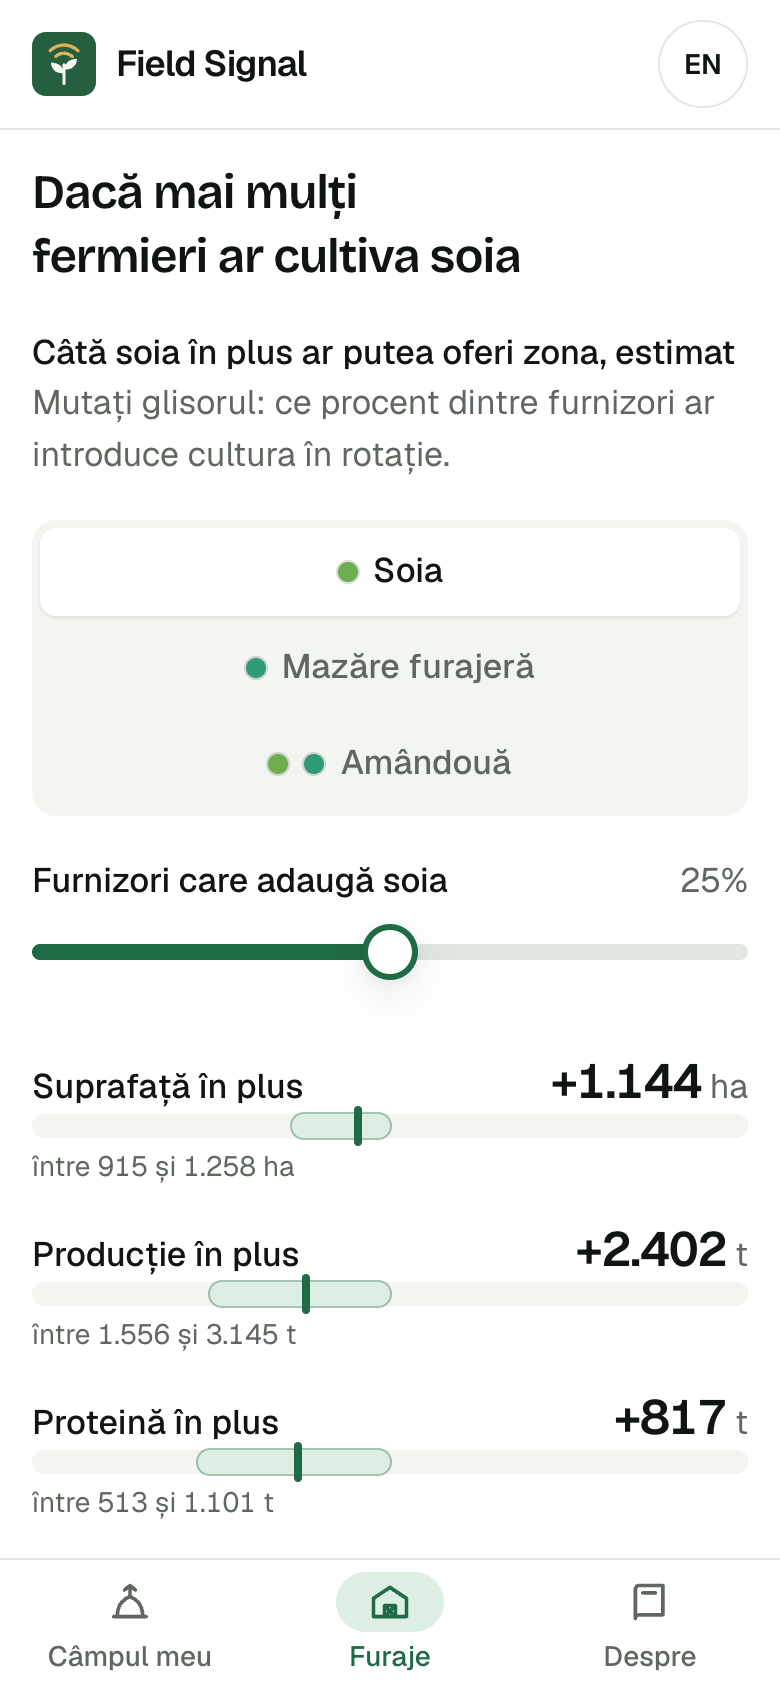 Field Signal
EN
Dacă mai mulți
fermieri ar cultiva soia
Câtă soia în plus ar putea oferi zona, estimat
Mutați glisorul: ce procent dintre furnizori ar
introduce cultura în rotație.
Soia
Mazăre furajeră
Amândouă
Furnizori care adaugă soia 25%
Suprafață în plus +1.144 ha
între 915 și 1.258 ha
Producție în plus +2.402 t
între 1.556 și 3.145 t
Proteină în plus +817 t
între 513 și 1.101 t
Câmpul meu Furaje Despre